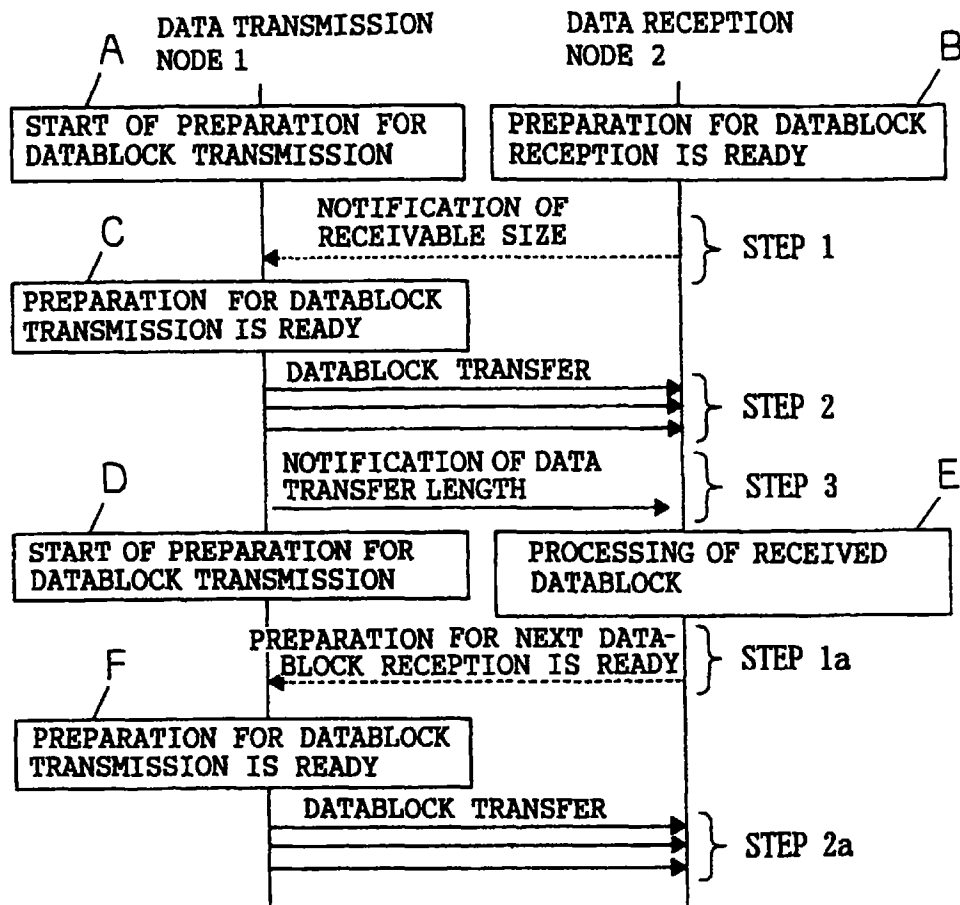 DATA TRANSMISSION
NODE 1
DATA RECEPTION
NODE 2
A
B
START OF PREPARATION FOR
DATABLOCK TRANSMISSION
PREPARATION FOR DATABLOCK
RECEPTION IS READY
NOTIFICATION OF
RECEIVABLE SIZE
STEP 1
C
PREPARATION FOR DATABLOCK
TRANSMISSION IS READY
DATABLOCK TRANSFER
STEP 2
NOTIFICATION OF DATA
TRANSFER LENGTH
STEP 3
D
E
START OF PREPARATION FOR
DATABLOCK TRANSMISSION
PROCESSING OF RECEIVED
DATABLOCK
PREPARATION FOR NEXT DATA-
BLOCK RECEPTION IS READY
STEP 1a
F
PREPARATION FOR DATABLOCK
TRANSMISSION IS READY
DATABLOCK TRANSFER
STEP 2a